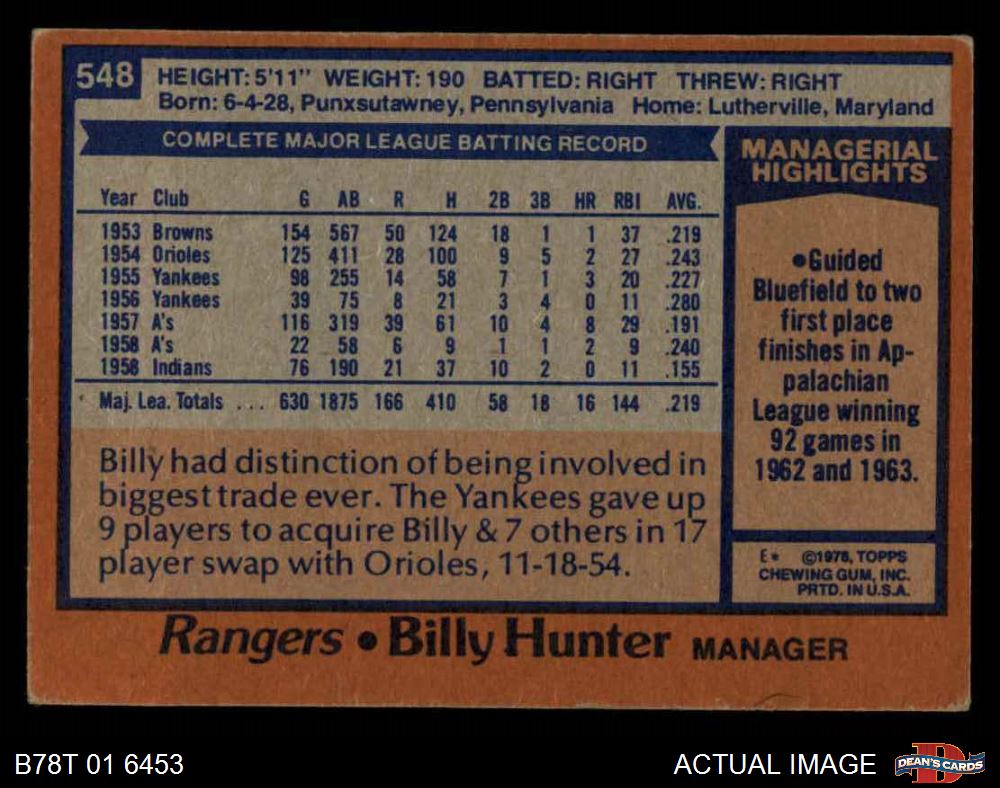 548
HEIGHT: 5'11" WEIGHT: 190 BATTED: RIGHT THREW: RIGHT
Born: 6-4-28, Punxsutawney, Pennsylvania Home: Lutherville, Maryland
COMPLETE MAJOR LEAGUE BATTING RECORD
Year Club G AB R H 2B 3B HR RBI AVG.
1953 Browns 154 567 50 124 18 1 1 37 .219
1954 Orioles 125 411 28 100 9 5 2 27 .243
1955 Yankees 98 255 14 58 7 1 3 20 .227
1956 Yankees 39 75 8 21 3 4 0 11 .280
1957 A's 116 319 39 61 10 4 8 29 .191
1958 A's 22 58 6 9 1 1 2 9 .240
1958 Indians 76 190 21 37 10 2 0 11 .155
Maj. Lea. Totals ... 630 1875 166 410 58 18 16 144 .219
Billy had distinction of being involved in
biggest trade ever. The Yankees gave up
9 players to acquire Billy & 7 others in 17
player swap with Orioles, 11-18-54.
MANAGERIAL
HIGHLIGHTS
•Guided
Bluefield to two
first place
finishes in Ap-
palachian
League winning
92 games in
1962 and 1963.
E* ©1978, TOPPS
CHEWING GUM, INC.
PRTD. IN U.S.A.
Rangers • Billy Hunter MANAGER
B78T 01 6453
ACTUAL IMAGE
D
DEAN'S CARDS